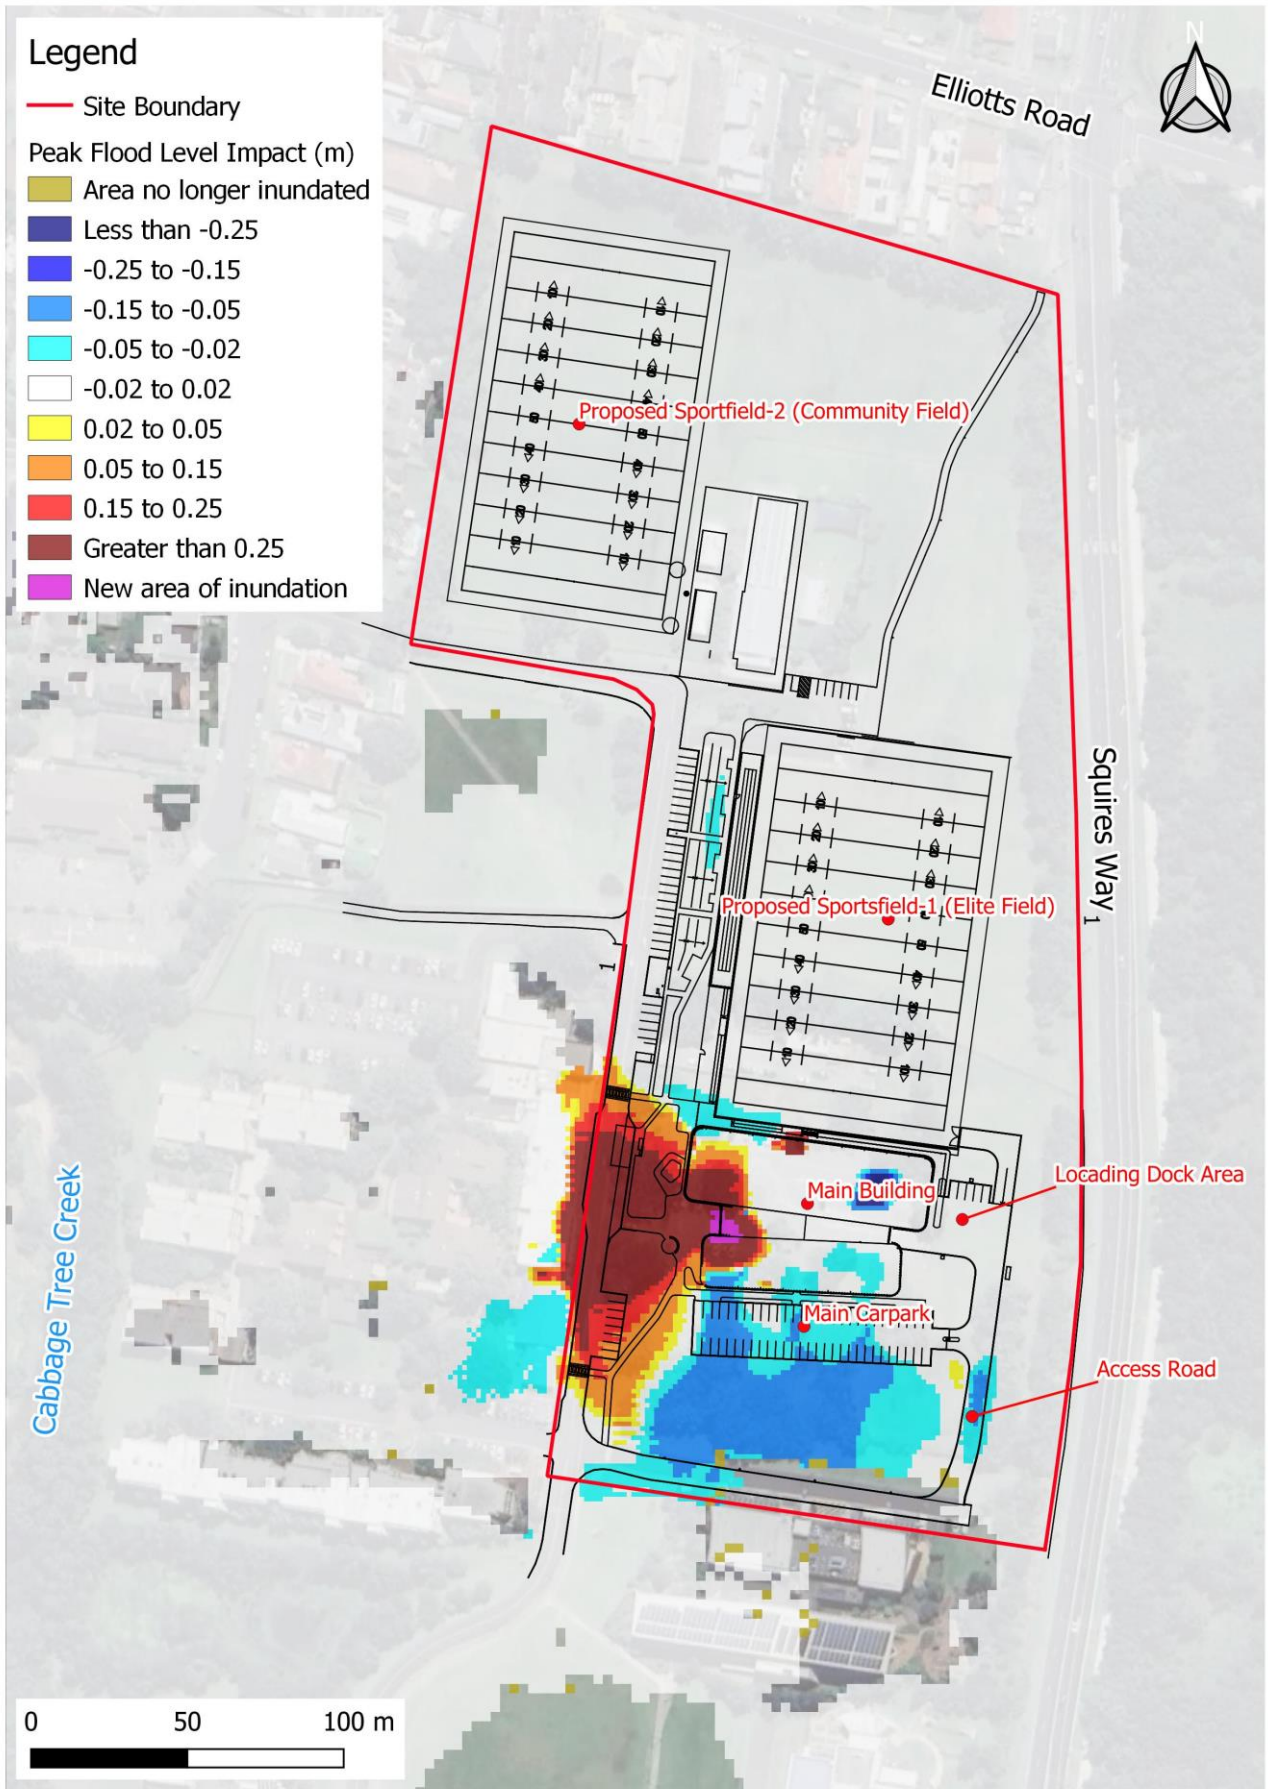 Legend
Site Boundary
Peak Flood Level Impact (m)
Area no longer inundated
Less than -0.25
-0.25 to -0.15
-0.15 to -0.05
-0.05 to -0.02
-0.02 to 0.02
0.02 to 0.05
0.05 to 0.15
0.15 to 0.25
Greater than 0.25
New area of inundation
N
Elliotts Road
Proposed Sportfield-2 (Community Field)
Squires Way
1
Proposed Sportsfield-1 (Elite Field)
1
Locading Dock Area
Main Building
Main Carpark
Access Road
Cabbage Tree Creek
0 50 100 m